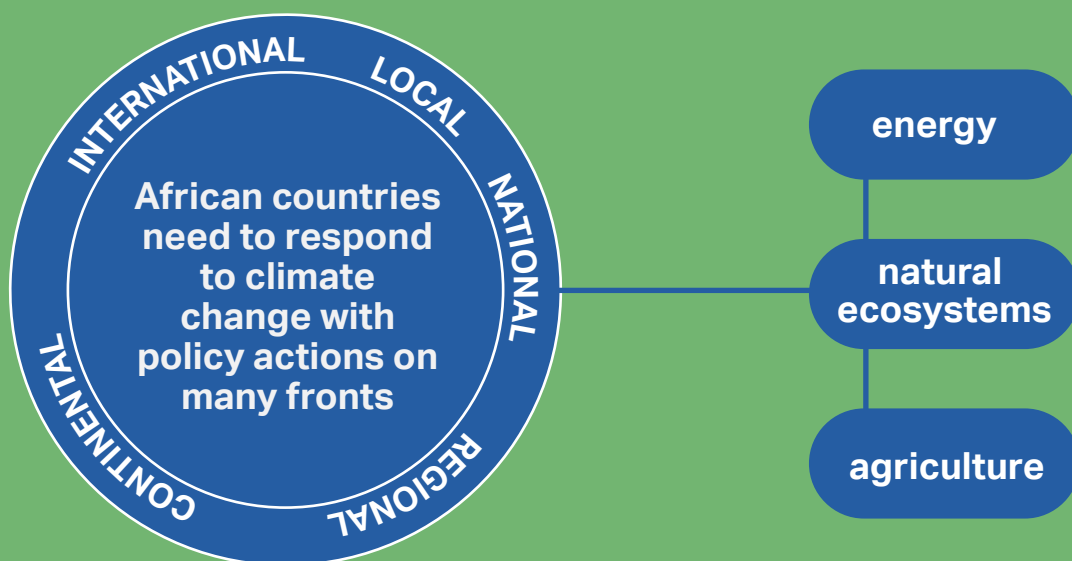 INTERNATIONAL
LOCAL
NATIONAL
REGIONAL
CONTINENTAL
African countries
need to respond
to climate
change with
policy actions on
many fronts
energy
natural
ecosystems
agriculture